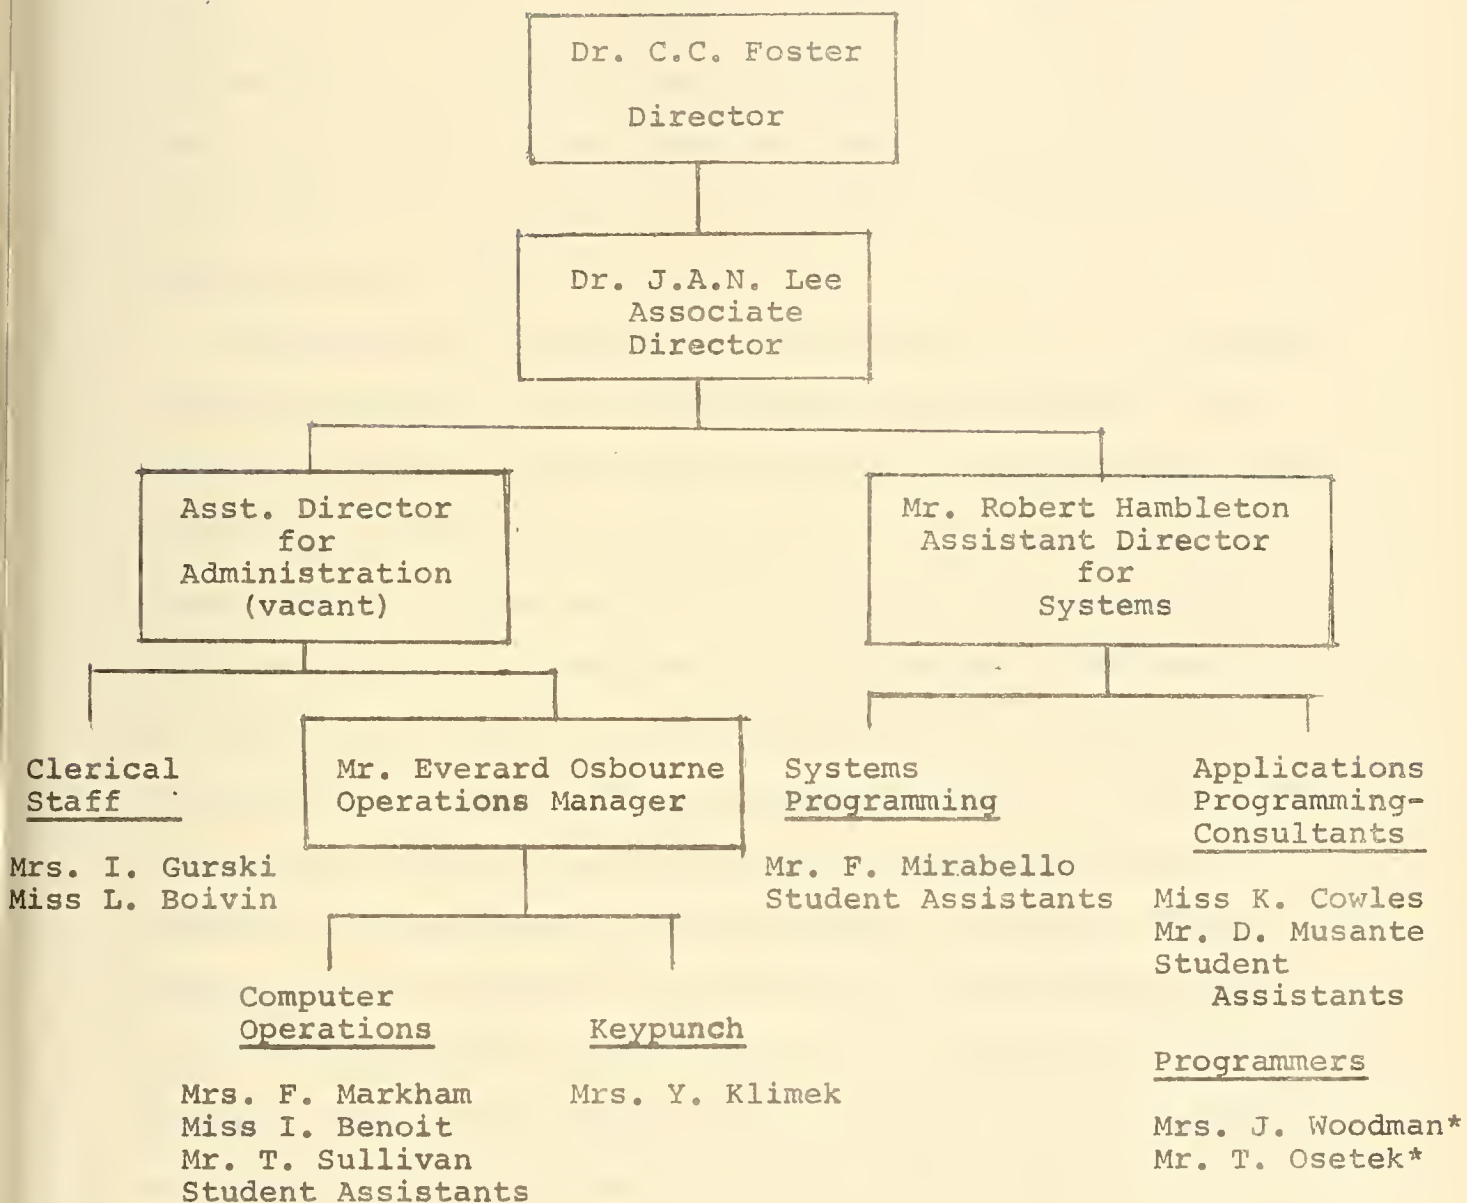 Dr. C.C. Foster
Director
Dr. J.A.N. Lee
Associate
Director
Asst. Director
for
Administration
(vacant)
Mr. Robert Hambleton
Assistant Director
for
Systems
Clerical
Staff
Mrs. I. Gurski
Miss L. Boivin
Mr. Everard Osbourne
Operations Manager
Computer
Operations
Mrs. F. Markham
Miss I. Benoit
Mr. T. Sullivan
Student Assistants
Keypunch
Mrs. Y. Klimek
Systems
Programming
Mr. F. Mirabello
Student Assistants
Applications
Programming-
Consultants
Miss K. Cowles
Mr. D. Musante
Student
Assistants
Programmers
Mrs. J. Woodman*
Mr. T. Osetek*